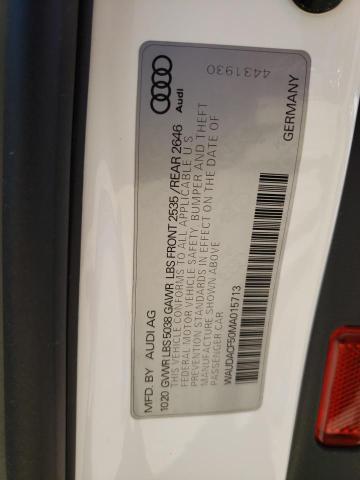 4431930
Audi
GERMANY
MFD. BY AUDI AG
10 20 GVWR LBS 5038 GAWR LBS FRONT 2535 / REAR 2646
THIS VEHICLE CONFORMS TO ALL APPLICABLE U S
FEDERAL MOTOR VEHICLE SAFETY, BUMPER AND THEFT
PREVENTION STANDARDS IN EFFECT ON THE DATE OF
MANUFACTURE SHOWN ABOVE
PASSENGER CAR
WAUDACF50MA015713